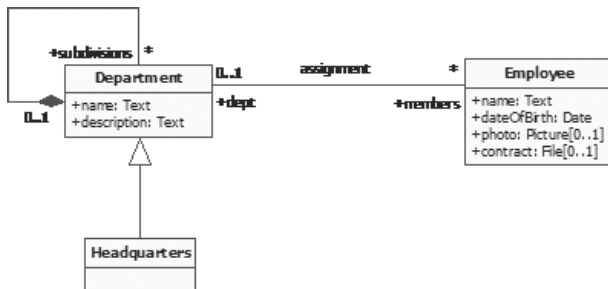 +subdivisions *
Department
+name: Text
+description: Text
0..1
0..1 assignment *
+dept +members
Employee
+name: Text
+dateOfBirth: Date
+photo: Picture[0..1]
+contract: File[0..1]
Headquarters